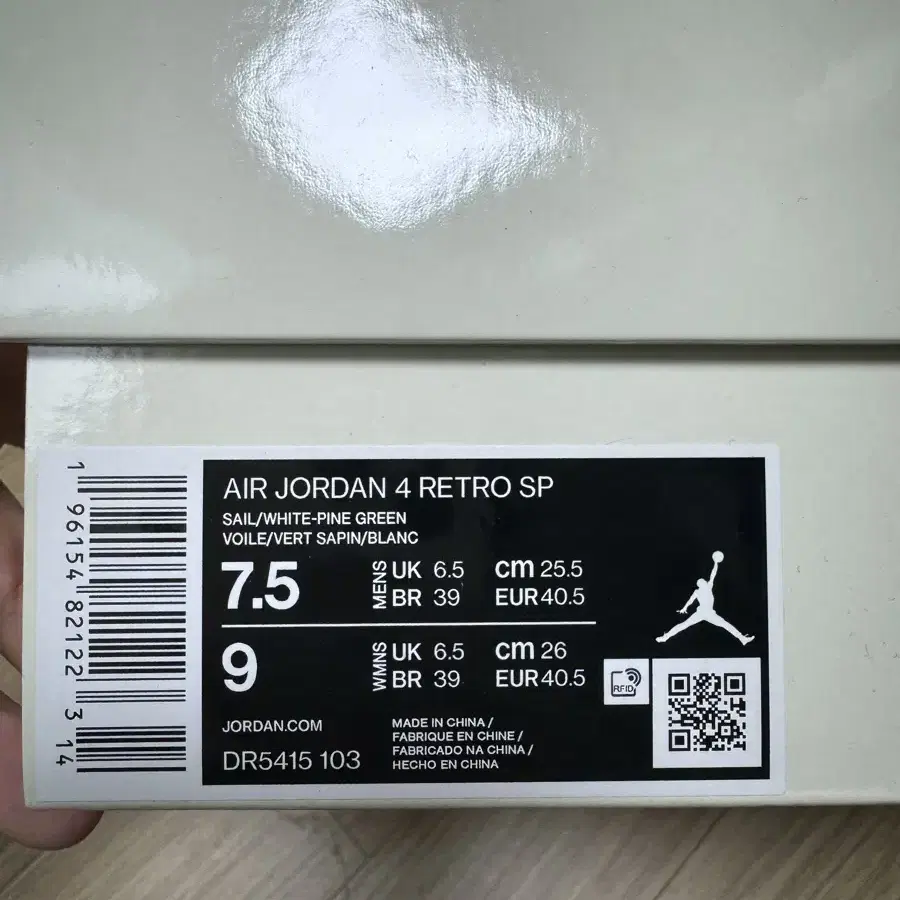 AIR JORDAN 4 RETRO SP
SAIL/WHITE-PINE GREEN
VOILE/VERT SAPIN/BLANC
7.5 MENS UK 6.5 cm 25.5
BR 39 EUR 40.5
9 WMNS UK 6.5 cm 26
BR 39 EUR 40.5
RFID
JORDAN.COM
DR5415 103
MADE IN CHINA /
FABRIQUE EN CHINE /
FABRICADO NA CHINA /
HECHO EN CHINA
1 96154 82122 3 14